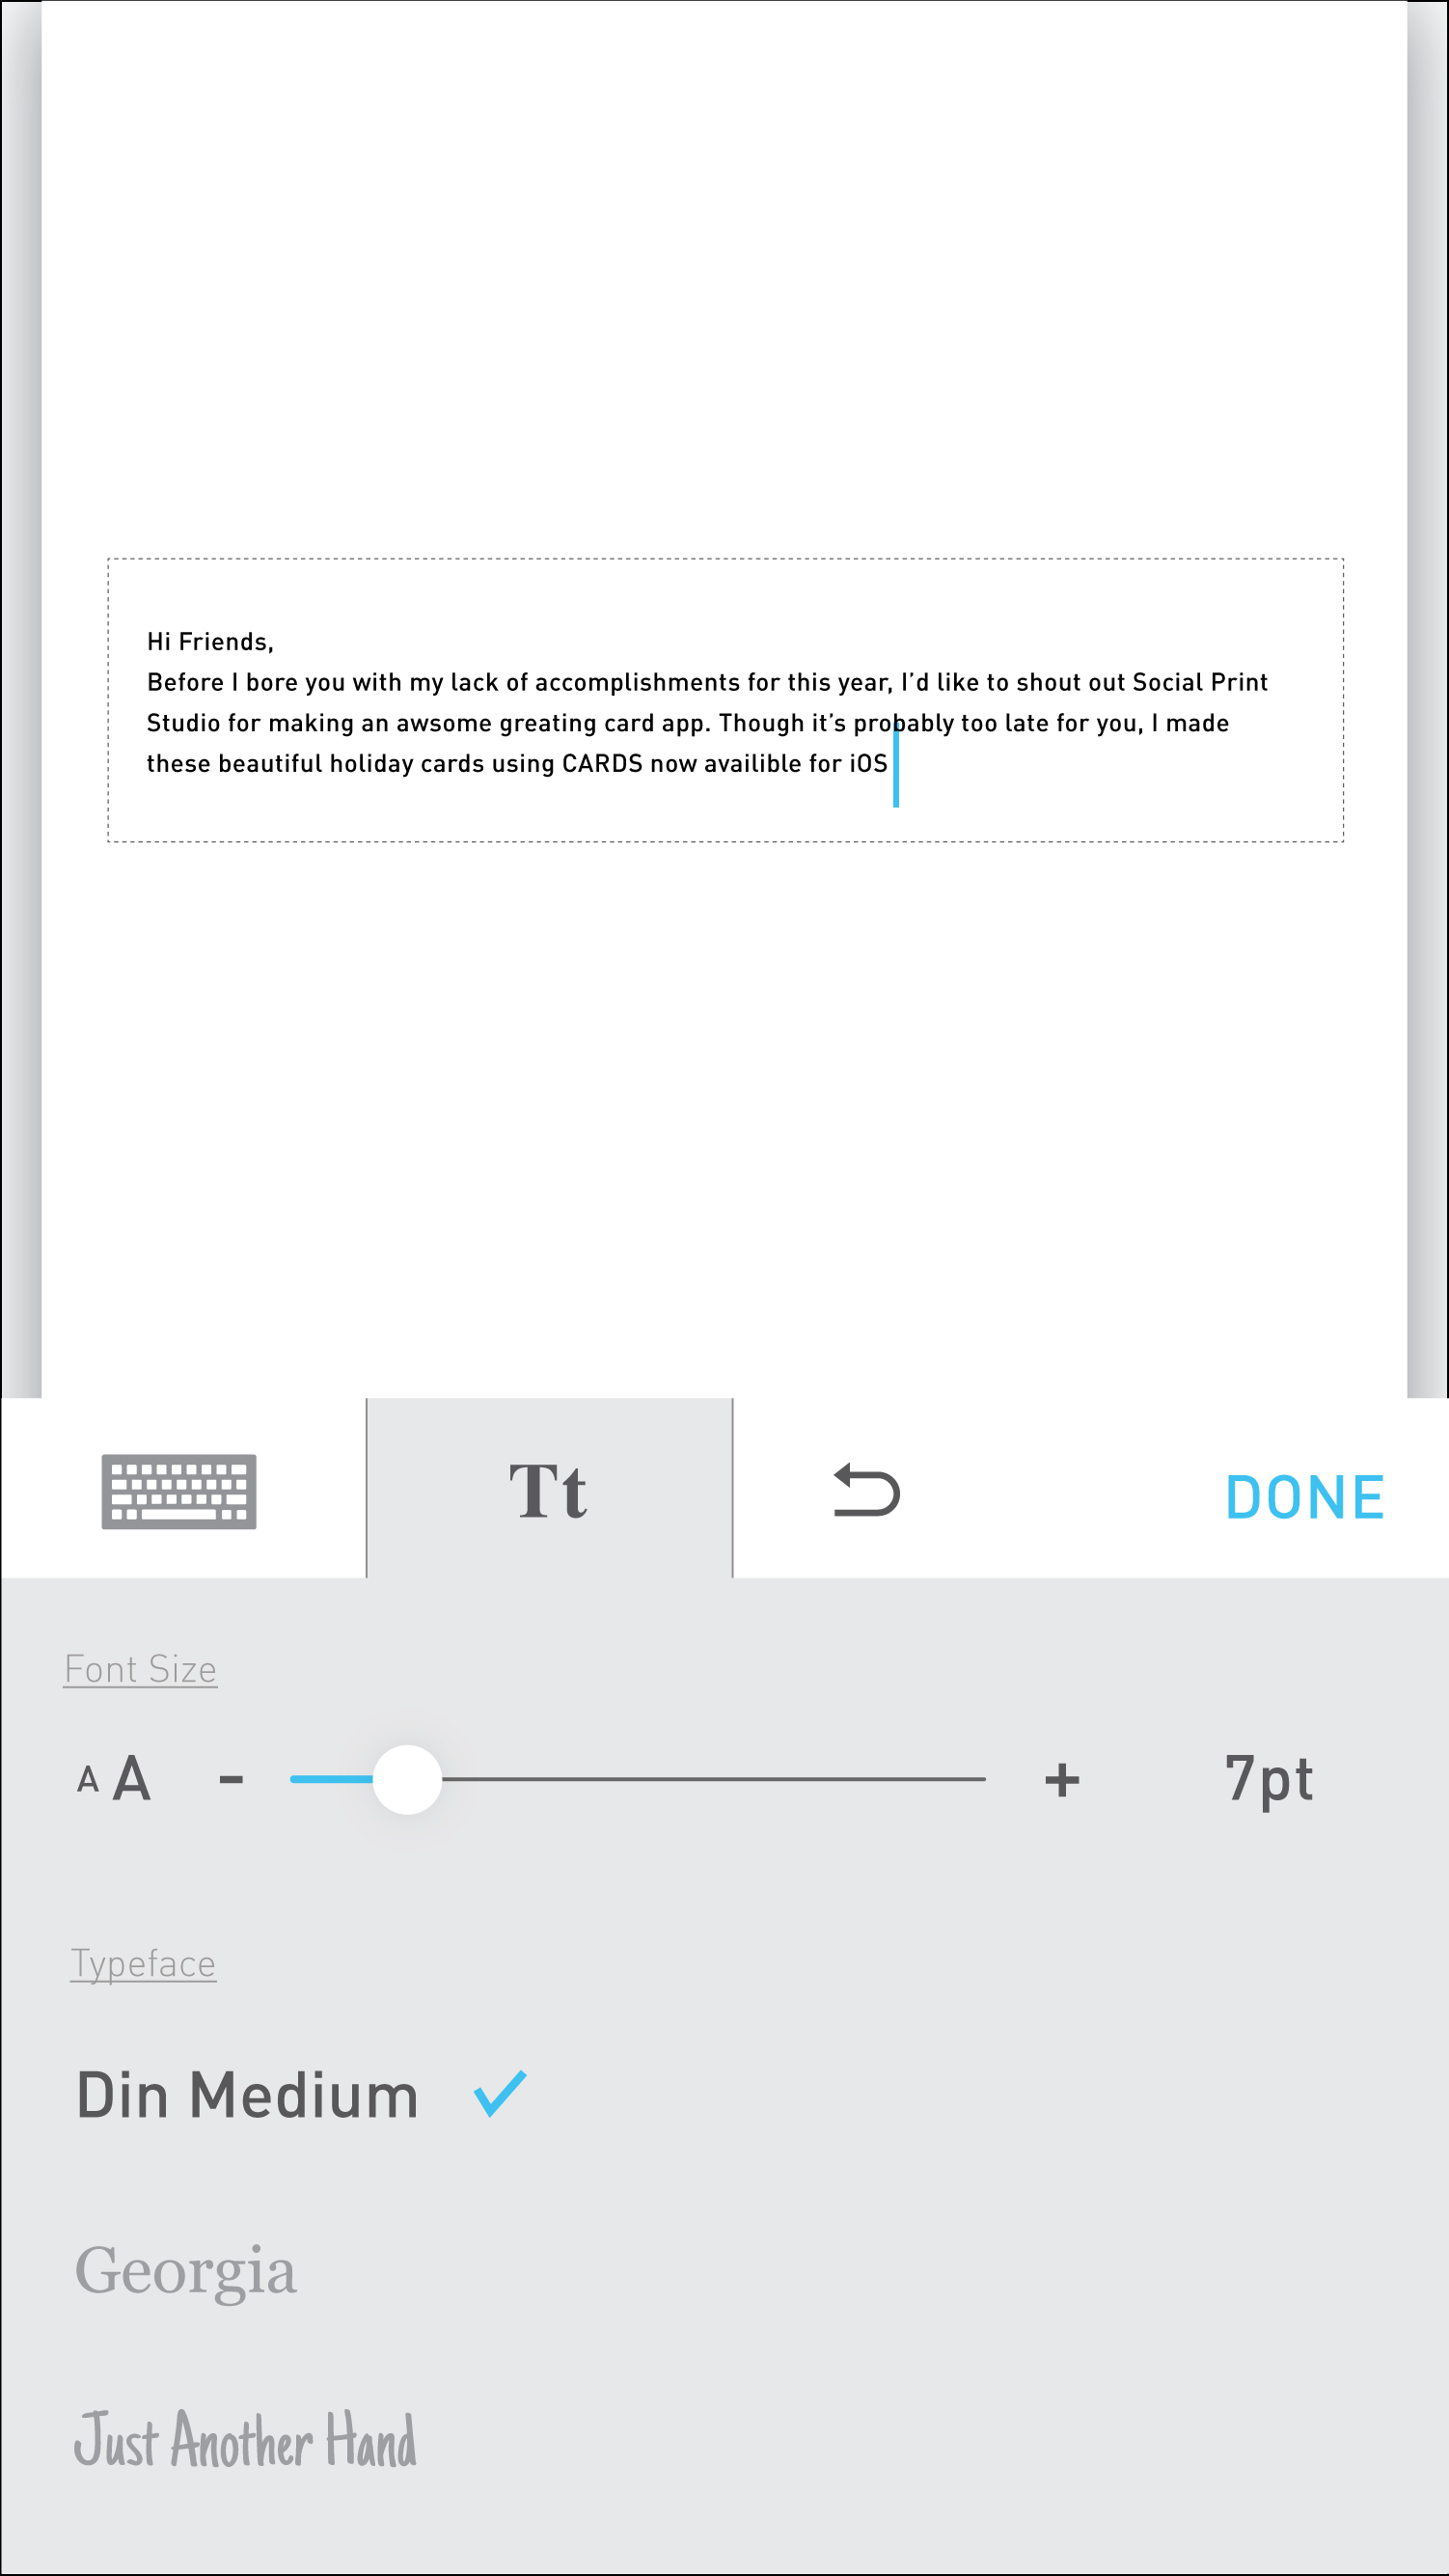 Hi Friends,
Before I bore you with my lack of accomplishments for this year, I’d like to shout out Social Print
Studio for making an awsome greating card app. Though it’s probably too late for you, I made
these beautiful holiday cards using CARDS now availible for iOS
Tt DONE
Font Size
A A - + 7pt
Typeface
Din Medium
Georgia
Just Another Hand